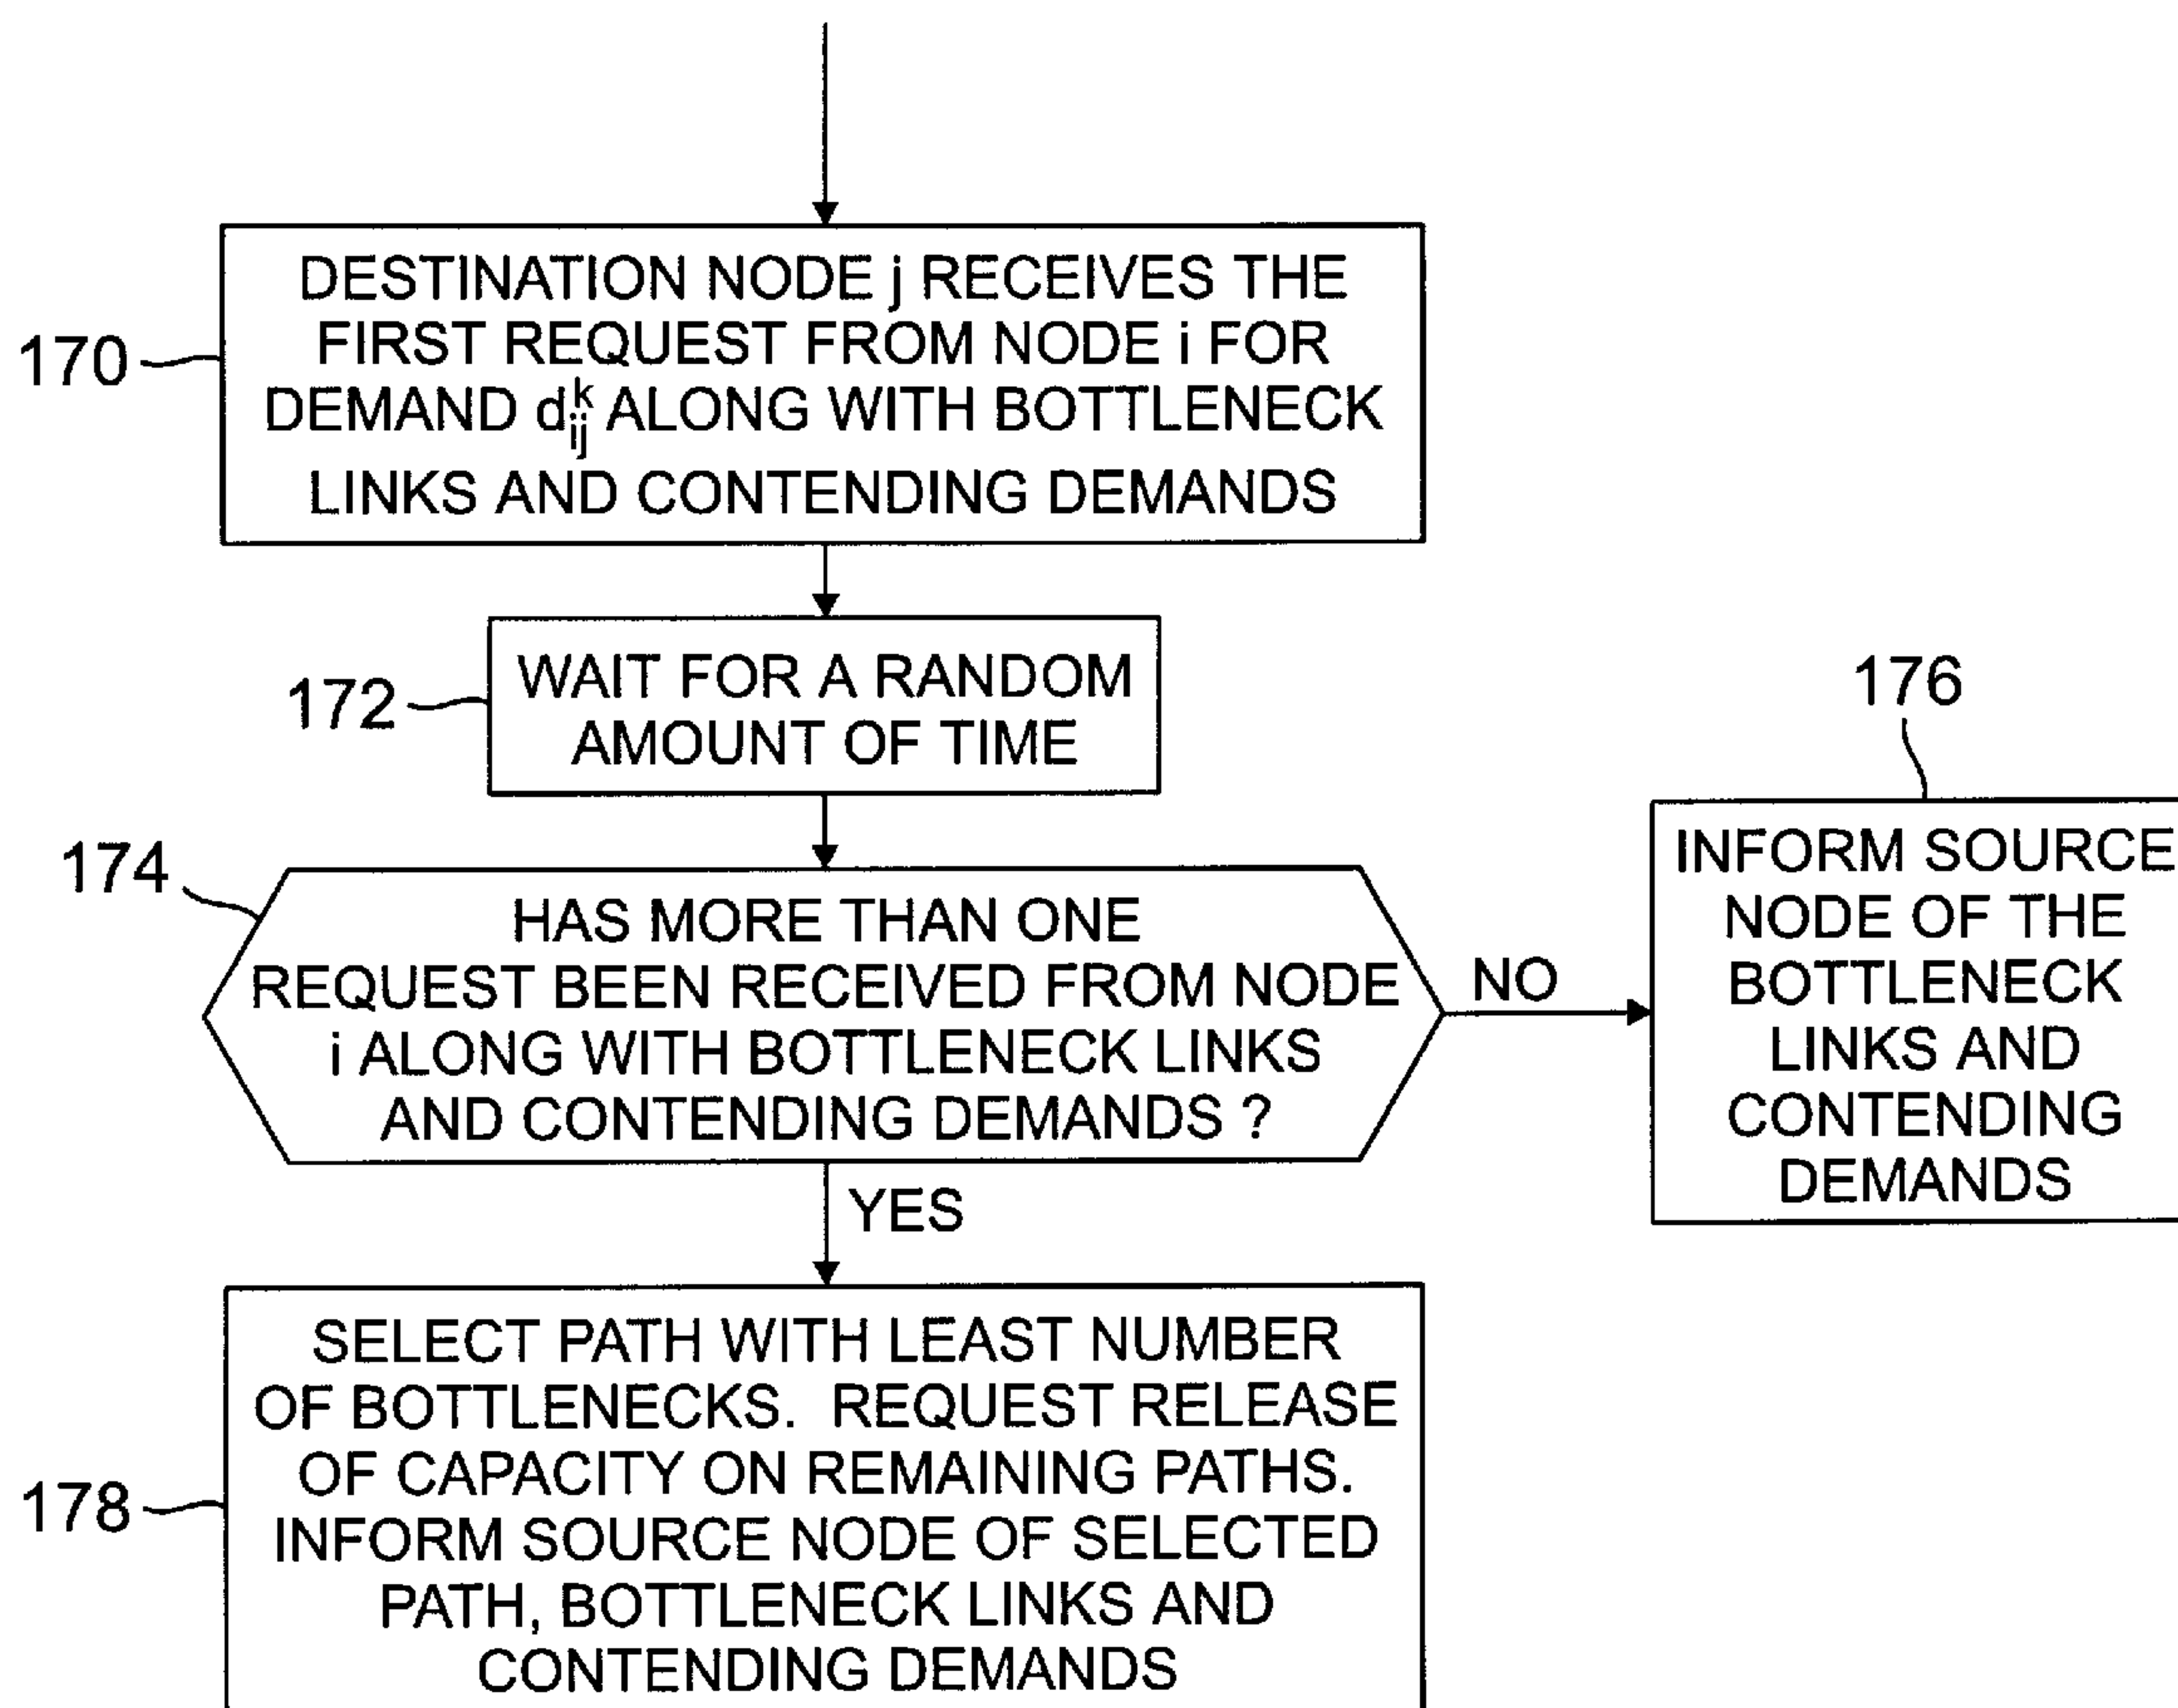 170
DESTINATION NODE j RECEIVES THE
FIRST REQUEST FROM NODE i FOR
DEMAND d^k_ij ALONG WITH BOTTLENECK
LINKS AND CONTENDING DEMANDS
172
WAIT FOR A RANDOM
AMOUNT OF TIME
174
HAS MORE THAN ONE
REQUEST BEEN RECEIVED FROM NODE
i ALONG WITH BOTTLENECK LINKS
AND CONTENDING DEMANDS ?
NO
176
INFORM SOURCE
NODE OF THE
BOTTLENECK
LINKS AND
CONTENDING
DEMANDS
YES
178
SELECT PATH WITH LEAST NUMBER
OF BOTTLENECKS. REQUEST RELEASE
OF CAPACITY ON REMAINING PATHS.
INFORM SOURCE NODE OF SELECTED
PATH, BOTTLENECK LINKS AND
CONTENDING DEMANDS